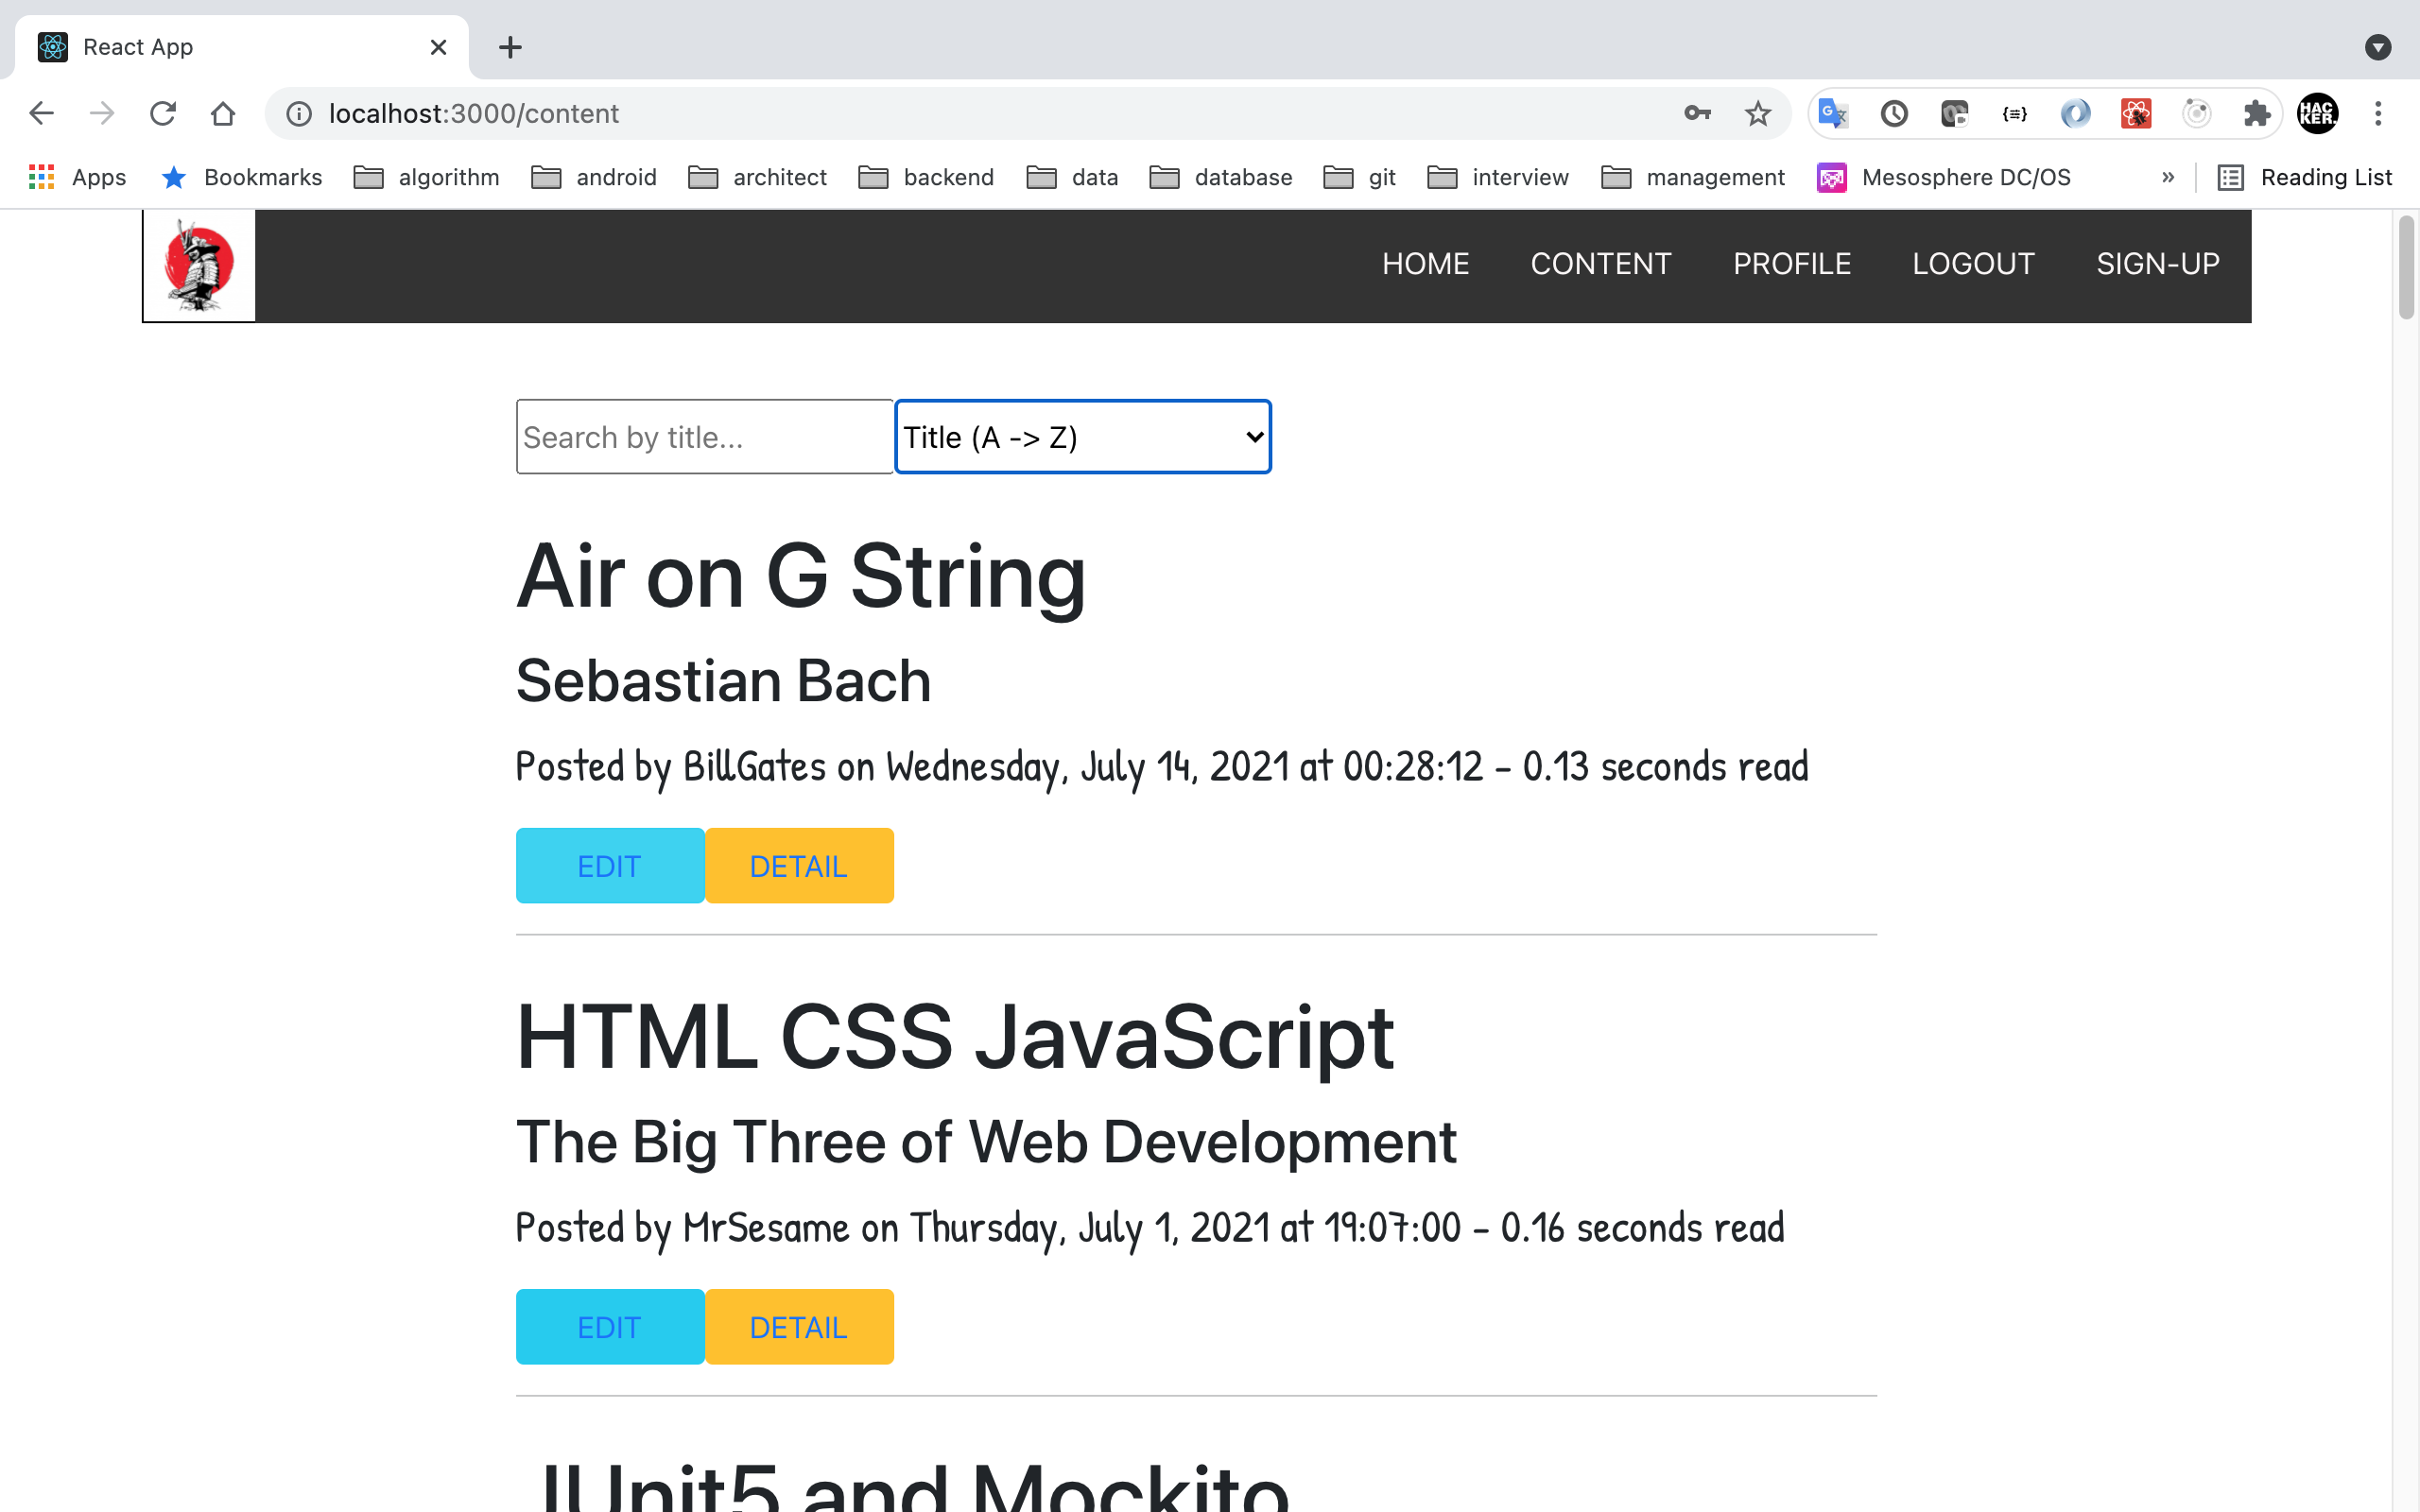 React App
localhost:3000/content
HACKER.
Apps Bookmarks algorithm android architect backend data database git interview management Mesosphere DC/OS » Reading List
HOME CONTENT PROFILE LOGOUT SIGN-UP
Search by title... Title (A -> Z)
Air on G String
Sebastian Bach
Posted by BillGates on Wednesday, July 14, 2021 at 00:28:12 - 0.13 seconds read
EDIT DETAIL
HTML CSS JavaScript
The Big Three of Web Development
Posted by MrSesame on Thursday, July 1, 2021 at 19:07:00 - 0.16 seconds read
EDIT DETAIL
JUnit5 and Mockito